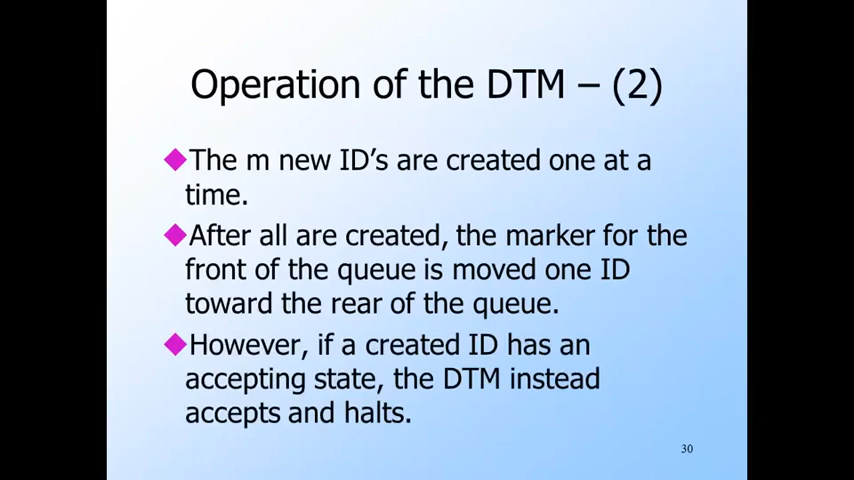 Operation of the DTM – (2)
The m new ID’s are created one at a
time.
After all are created, the marker for the
front of the queue is moved one ID
toward the rear of the queue.
However, if a created ID has an
accepting state, the DTM instead
accepts and halts.
30